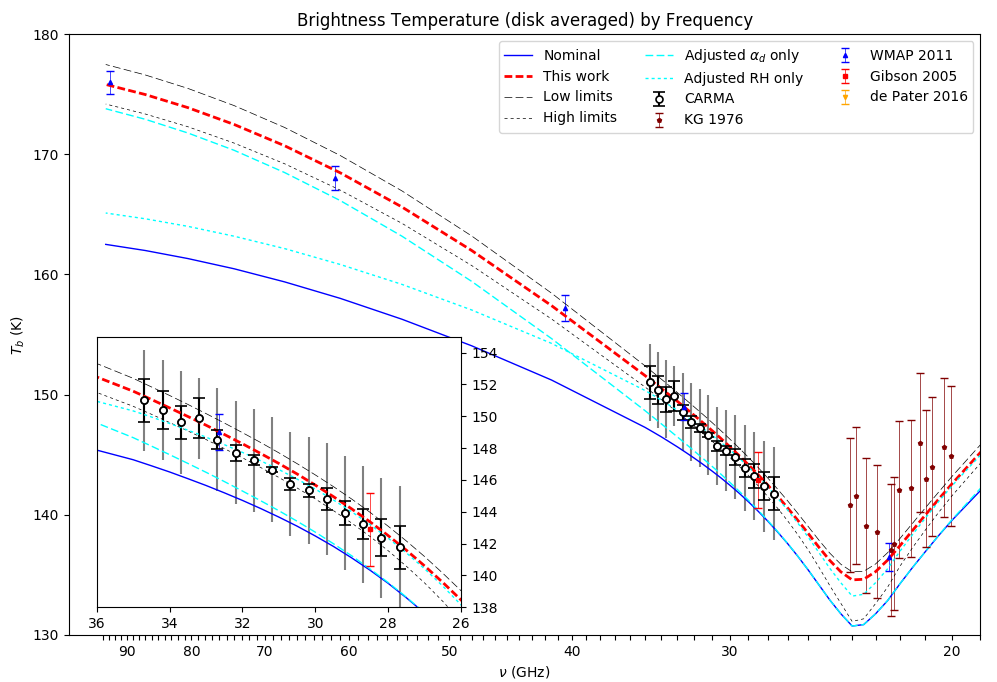 Brightness Temperature (disk averaged) by Frequency
180
170
160
150
140
130
T_b (K)
Nominal
This work
Low limits
High limits
Adjusted α_d only
Adjusted RH only
CARMA
KG 1976
WMAP 2011
Gibson 2005
de Pater 2016
154
152
150
148
146
144
142
140
138
36 34 32 30 28 26
90 80 70 60 50 40 30 20
ν (GHz)